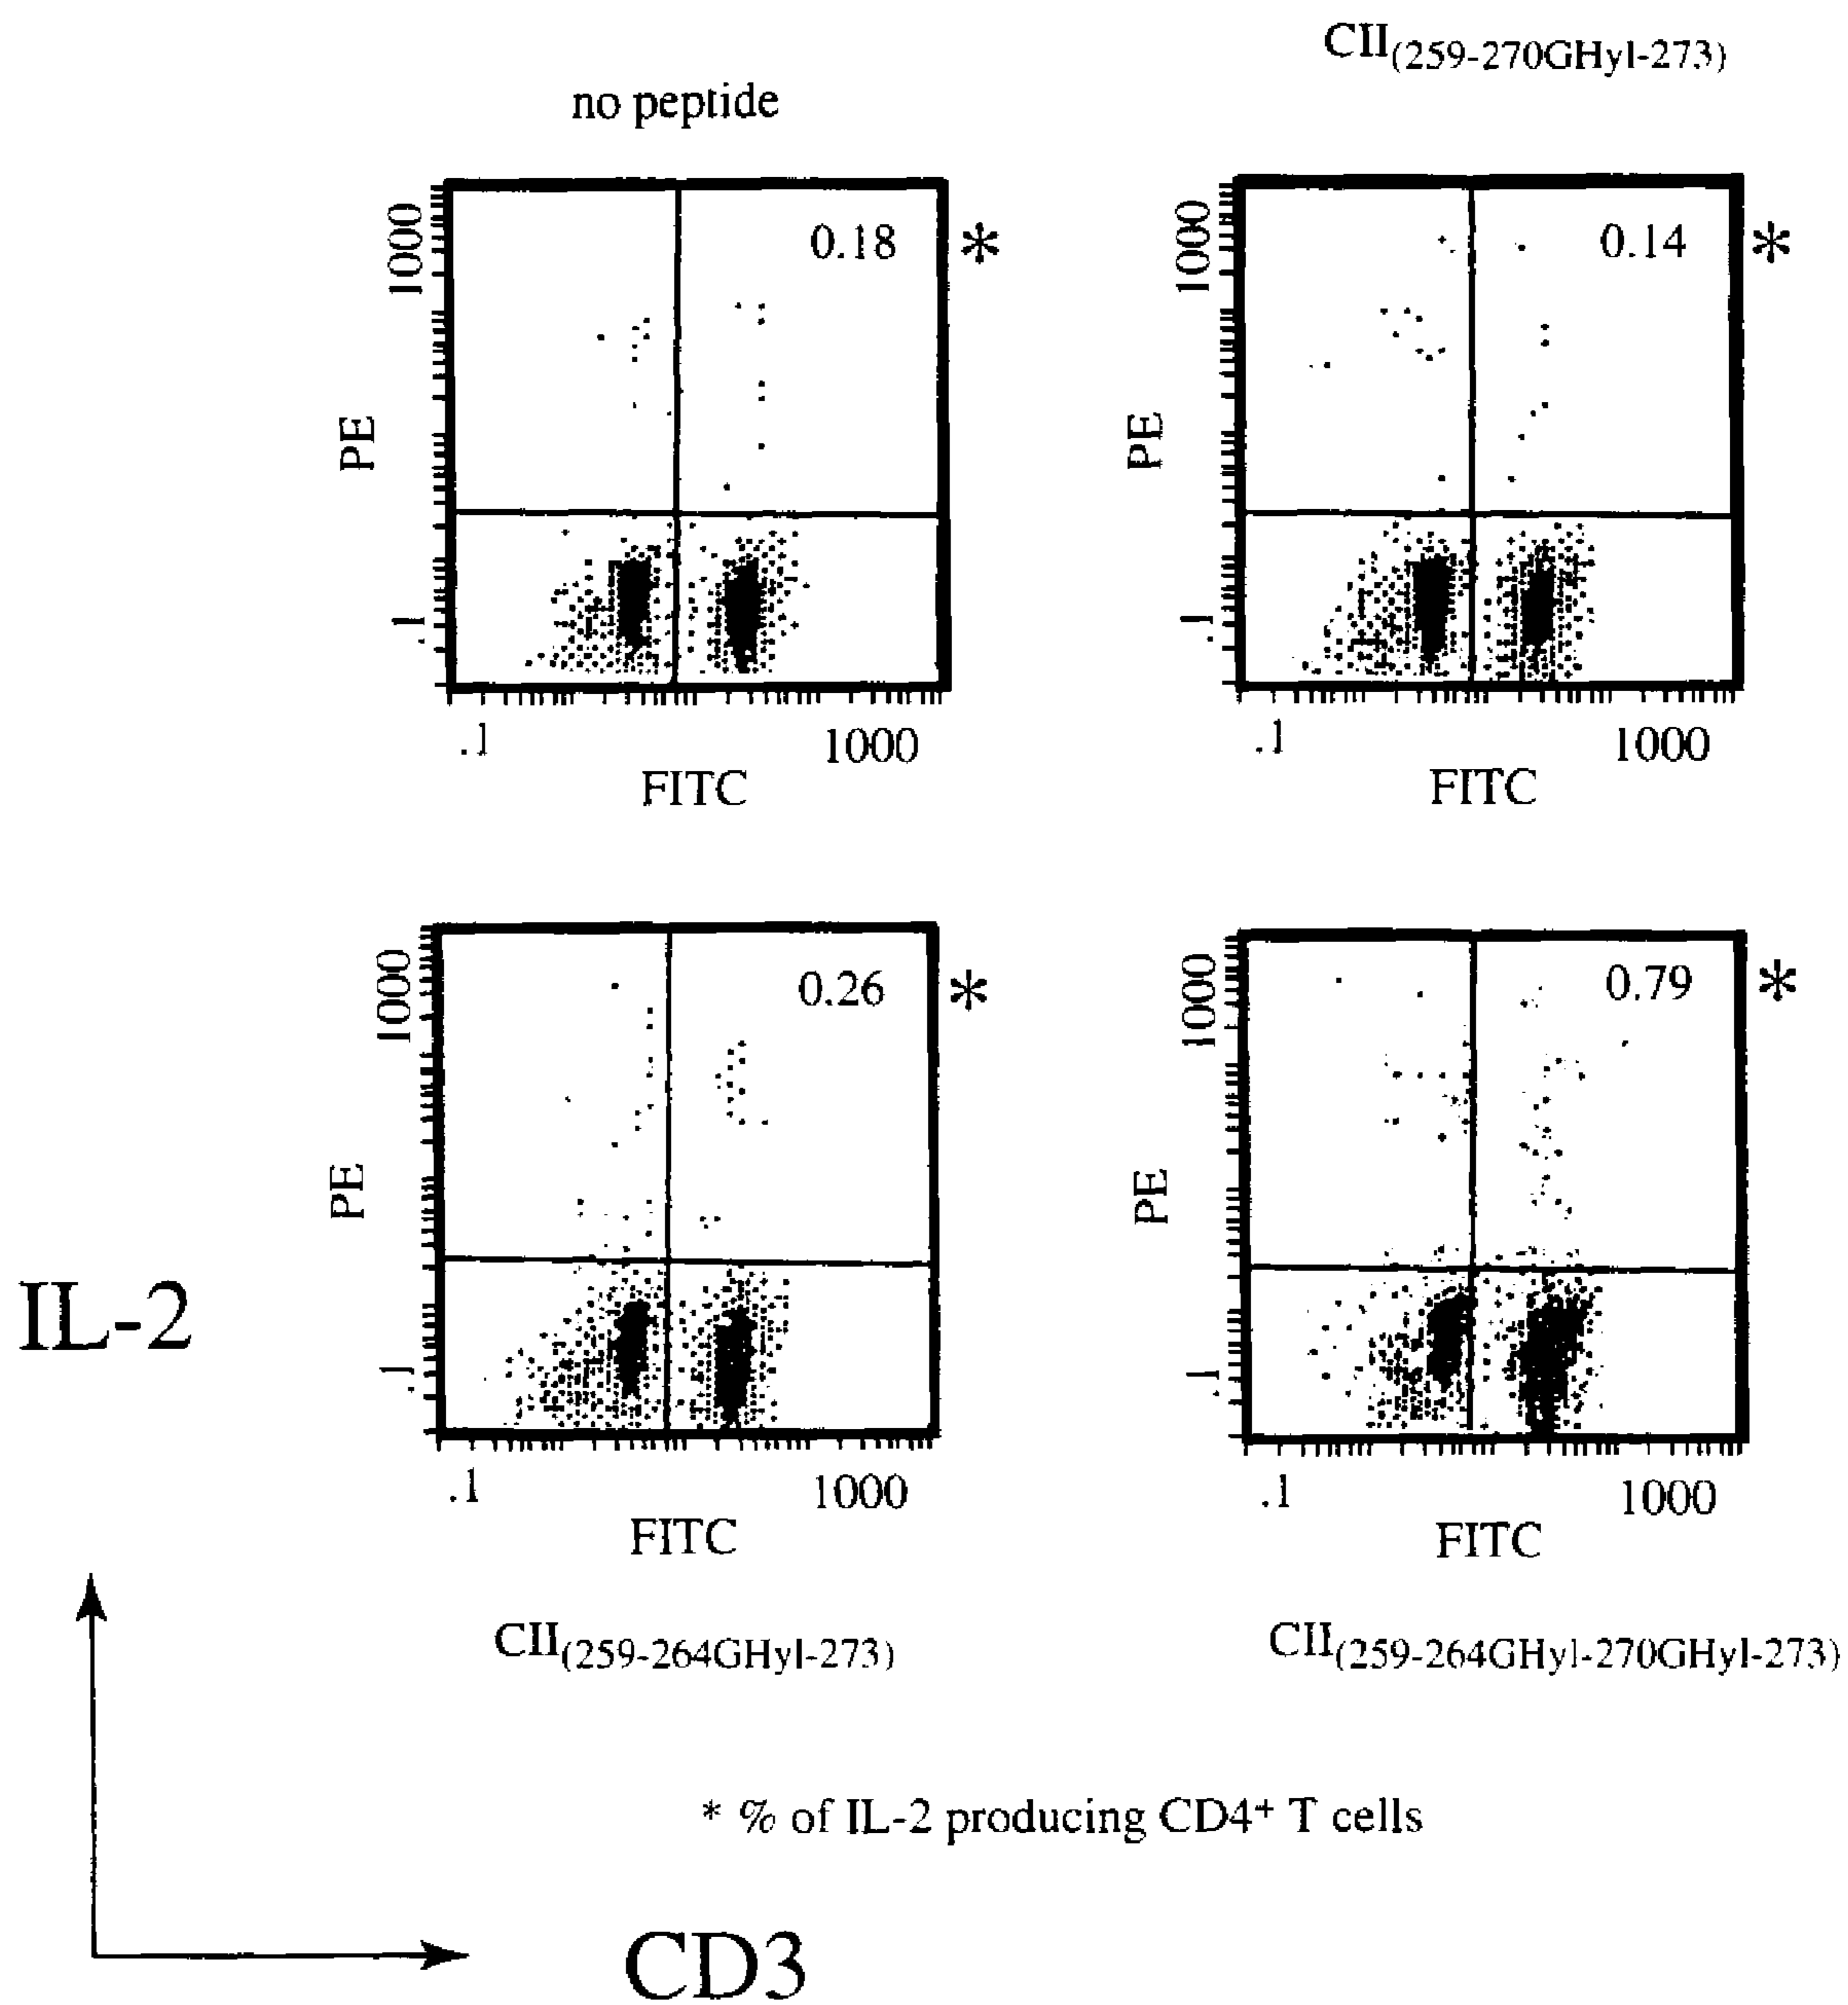 CII(259-270GHyl-273)
no peptide
1000
PE
.1
0.18
*
.1
1000
FITC
1000
PE
.1
0.14
*
.1
1000
FITC
1000
PE
.1
0.26
*
.1
1000
FITC
1000
PE
.1
0.79
*
.1
1000
FITC
IL-2
CII(259-264GHyl-273)
CII(259-264GHyl-270GHyl-273)
* % of IL-2 producing CD4+ T cells
CD3